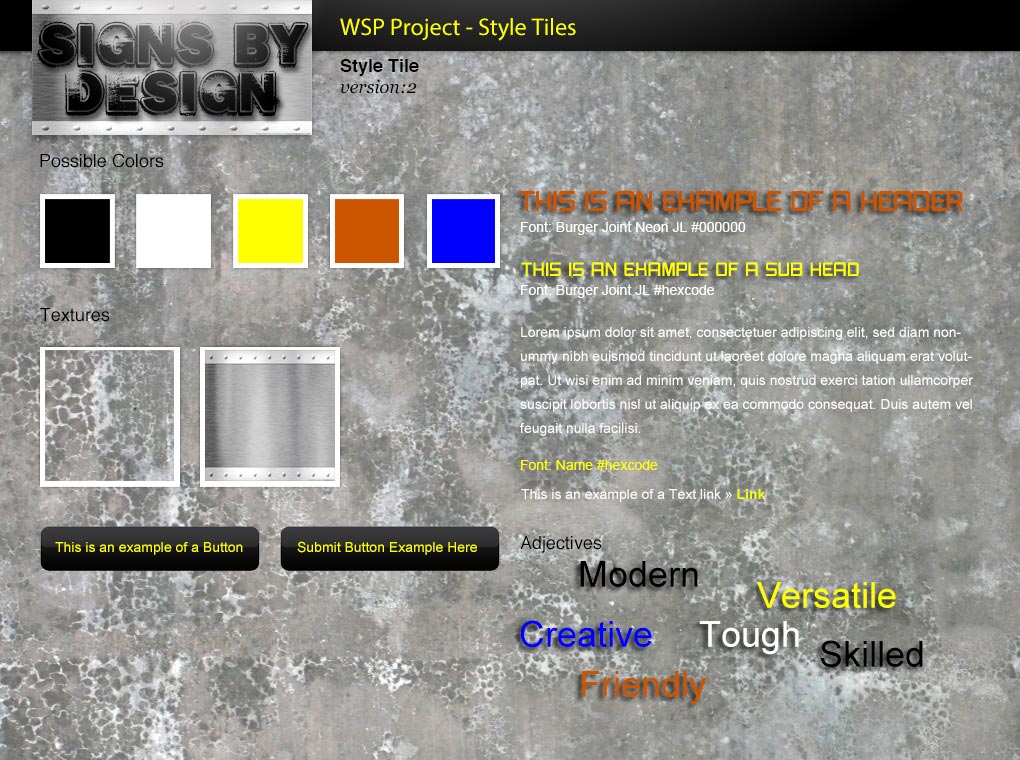 SIGNS BY
DESIGN
WSP Project - Style Tiles
Style Tile
version:2
Possible Colors
Textures
This is an example of a Button
Submit Button Example Here
THIS IS AN EXAMPLE OF A HEADER
Font: Burger Joint Neon JL #000000
THIS IS AN EXAMPLE OF A SUB HEAD
Font: Burger Joint JL #hexcode
Lorem ipsum dolor sit amet, consectetuer adipiscing elit, sed diam non-
ummy nibh euismod tincidunt ut laoreet dolore magna aliquam erat volut-
pat. Ut wisi enim ad minim veniam, quis nostrud exerci tation ullamcorper
suscipit lobortis nisl ut aliquip ex ea commodo consequat. Duis autem vel
feugait nulla facilisi.
Font: Name #hexcode
This is an example of a Text link » Link
Adjectives
Modern
Versatile
Creative
Tough
Skilled
Friendly